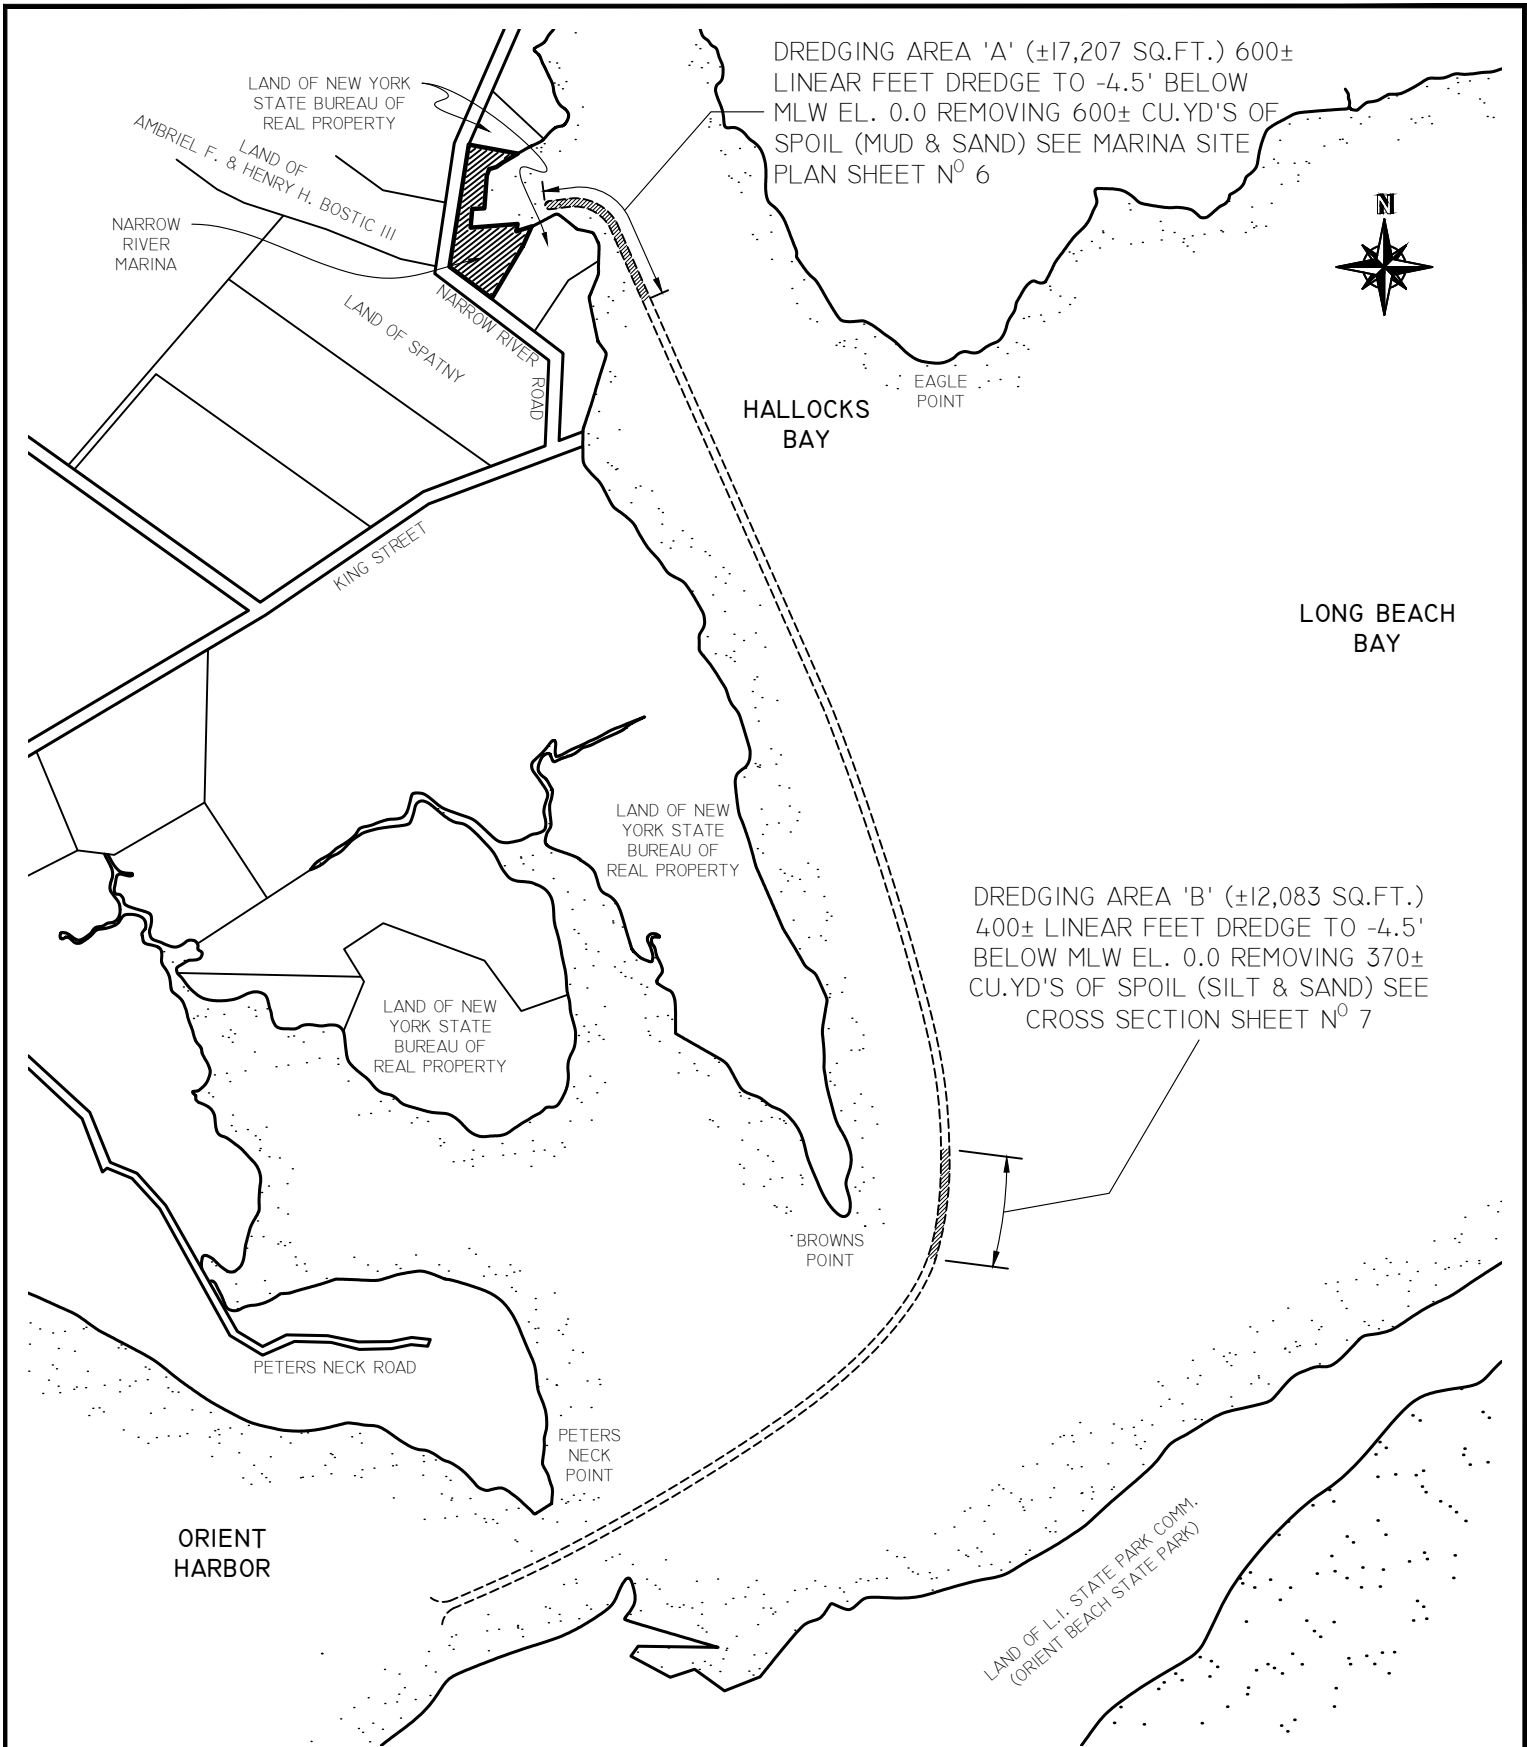 DREDGING AREA 'A' (±17,207 SQ.FT.) 600±
LINEAR FEET DREDGE TO -4.5' BELOW
MLW EL. 0.0 REMOVING 600± CU.YD'S OF
SPOIL (MUD & SAND) SEE MARINA SITE
PLAN SHEET Nº 6
LAND OF NEW YORK
STATE BUREAU OF
REAL PROPERTY
LAND OF
AMBRIEL F. & HENRY H. BOSTIC III
NARROW
RIVER
MARINA
N
NARROW RIVER
ROAD
LAND OF SPATNY
EAGLE
POINT
HALLOCKS
BAY
KING STREET
LONG BEACH
BAY
LAND OF NEW
YORK STATE
BUREAU OF
REAL PROPERTY
DREDGING AREA 'B' (±12,083 SQ.FT.)
400± LINEAR FEET DREDGE TO -4.5'
BELOW MLW EL. 0.0 REMOVING 370±
CU.YD'S OF SPOIL (SILT & SAND) SEE
CROSS SECTION SHEET Nº 7
LAND OF NEW
YORK STATE
BUREAU OF
REAL PROPERTY
BROWNS
POINT
PETERS NECK ROAD
PETERS
NECK
POINT
ORIENT
HARBOR
LAND OF L.I. STATE PARK COMM.
(ORIENT BEACH STATE PARK)